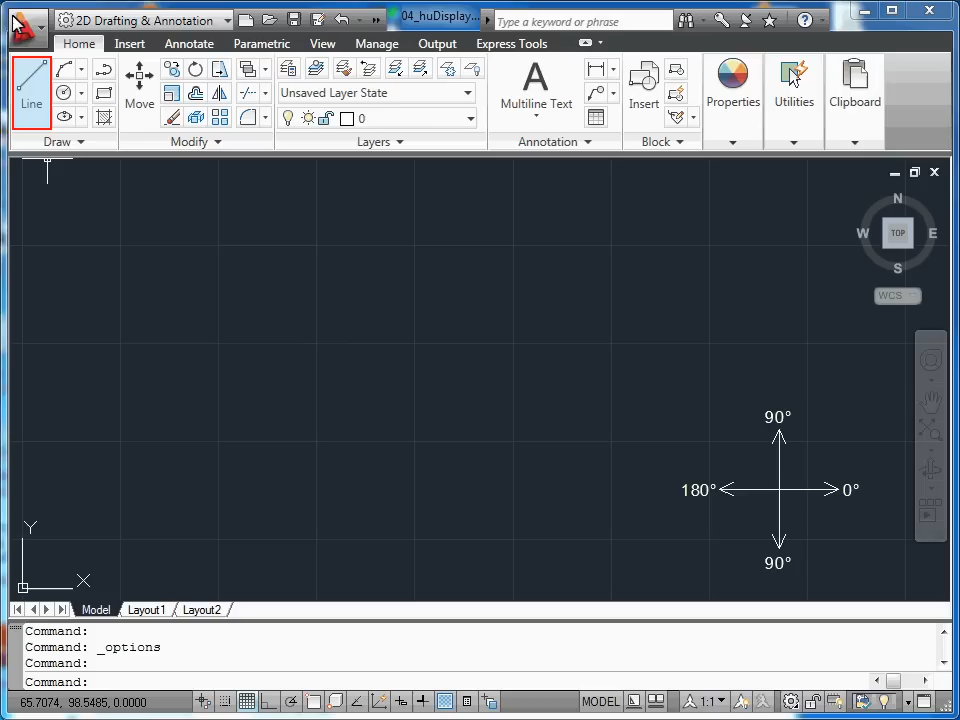 2D Drafting & Annotation 04_huDisplay... Type a keyword or phrase
Home Insert Annotate Parametric View Manage Output Express Tools
Unsaved Layer State
Line Move Multiline Text Insert Properties Utilities Clipboard
0
Draw Modify Layers Annotation Block
N
W TOP E
S
WCS
90°
180° 0°
90°
Y
X
Model Layout1 Layout2
Command:
Command: _options
Command:
Command:
65.7074, 98.5485, 0.0000 MODEL 1:1